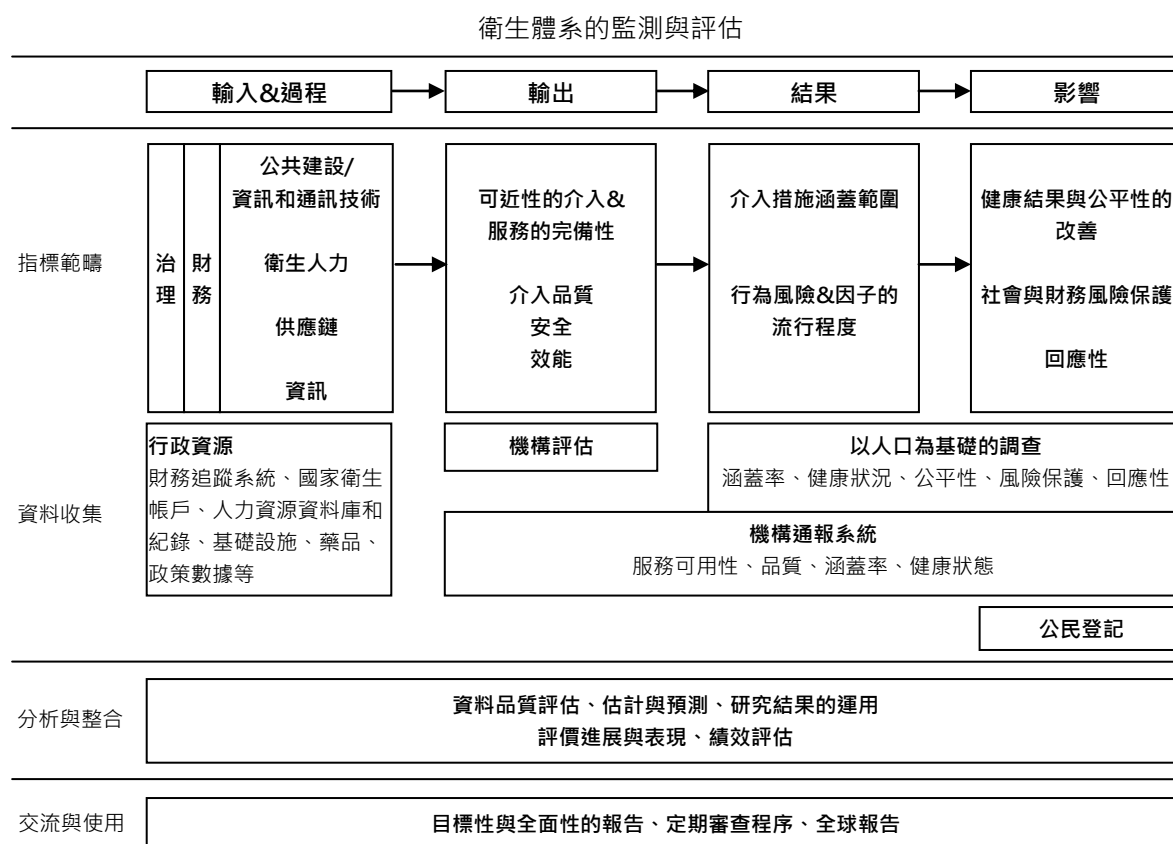 衛生體系的監測與評估
輸入&過程
輸出
結果
影響
指標範疇
治理
財務
公共建設/
資訊和通訊技術
衛生人力
供應鏈
資訊
可近性的介入&
服務的完備性
介入品質
安全
效能
介入措施涵蓋範圍
行為風險&因子的
流行程度
健康結果與公平性的
改善
社會與財務風險保護
回應性
資料收集
行政資源
財務追蹤系統、國家衛生
帳戶、人力資源資料庫和
紀錄、基礎設施、藥品、
政策數據等
機構評估
以人口為基礎的調查
涵蓋率、健康狀況、公平性、風險保護、回應性
機構通報系統
服務可用性、品質、涵蓋率、健康狀態
公民登記
分析與整合
資料品質評估、估計與預測、研究結果的運用
評價進展與表現、績效評估
交流與使用
目標性與全面性的報告、定期審查程序、全球報告